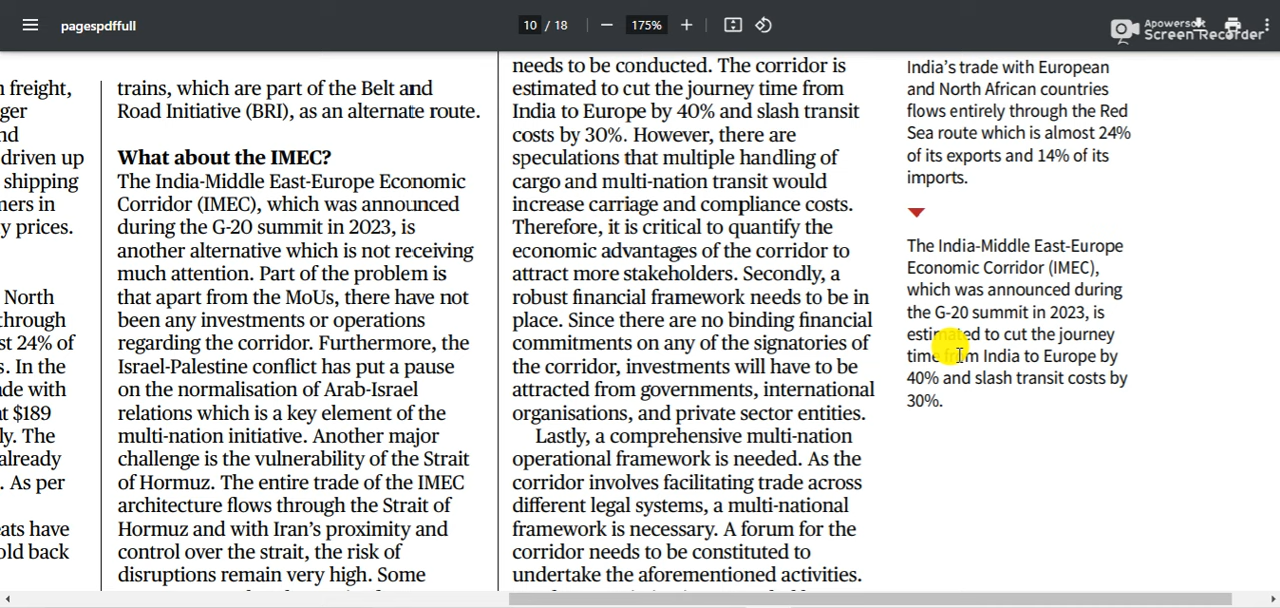 pagespdffull
10 / 18
175%
Apowersoft
Screen Recorder
n freight,
ger
nd
driven up
shipping
mers in
y prices.
North
through
st 24% of
s. In the
ade with
at $189
ly. The
already
. As per
eats have
old back
trains, which are part of the Belt and
Road Initiative (BRI), as an alternate route.
What about the IMEC?
The India-Middle East-Europe Economic
Corridor (IMEC), which was announced
during the G-20 summit in 2023, is
another alternative which is not receiving
much attention. Part of the problem is
that apart from the MoUs, there have not
been any investments or operations
regarding the corridor. Furthermore, the
Israel-Palestine conflict has put a pause
on the normalisation of Arab-Israel
relations which is a key element of the
multi-nation initiative. Another major
challenge is the vulnerability of the Strait
of Hormuz. The entire trade of the IMEC
architecture flows through the Strait of
Hormuz and with Iran's proximity and
control over the strait, the risk of
disruptions remain very high. Some
needs to be conducted. The corridor is
estimated to cut the journey time from
India to Europe by 40% and slash transit
costs by 30%. However, there are
speculations that multiple handling of
cargo and multi-nation transit would
increase carriage and compliance costs.
Therefore, it is critical to quantify the
economic advantages of the corridor to
attract more stakeholders. Secondly, a
robust financial framework needs to be in
place. Since there are no binding financial
commitments on any of the signatories of
the corridor, investments will have to be
attracted from governments, international
organisations, and private sector entities.
Lastly, a comprehensive multi-nation
operational framework is needed. As the
corridor involves facilitating trade across
different legal systems, a multi-national
framework is necessary. A forum for the
corridor needs to be constituted to
undertake the aforementioned activities.
India's trade with European
and North African countries
flows entirely through the Red
Sea route which is almost 24%
of its exports and 14% of its
imports.
The India-Middle East-Europe
Economic Corridor (IMEC),
which was announced during
the G-20 summit in 2023, is
estimated to cut the journey
time from India to Europe by
40% and slash transit costs by
30%.